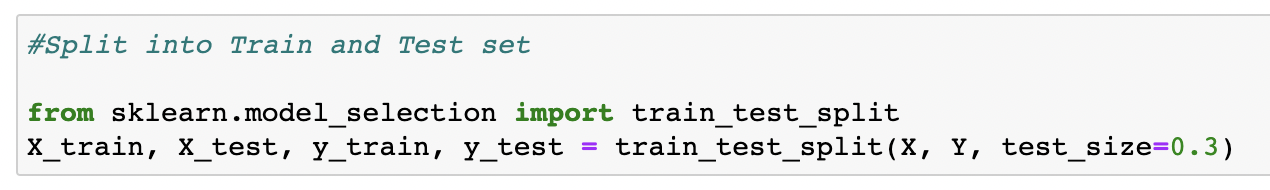 #Split into Train and Test set
from sklearn.model_selection import train_test_split
X_train, X_test, y_train, y_test = train_test_split(X, Y, test_size=0.3)